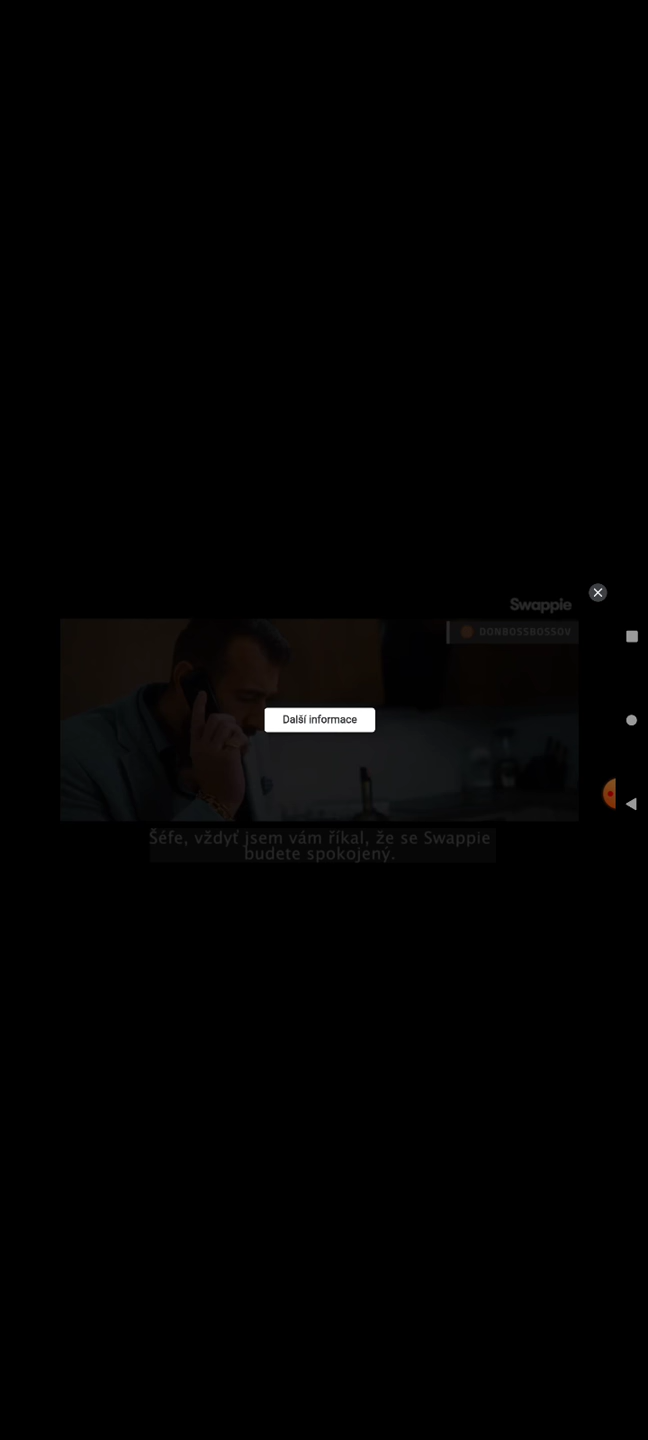 Swappie
DONBOSSBOSSOV
Další informace
Šéfe, vždyť jsem vám říkal, že se Swappie
budete spokojený.